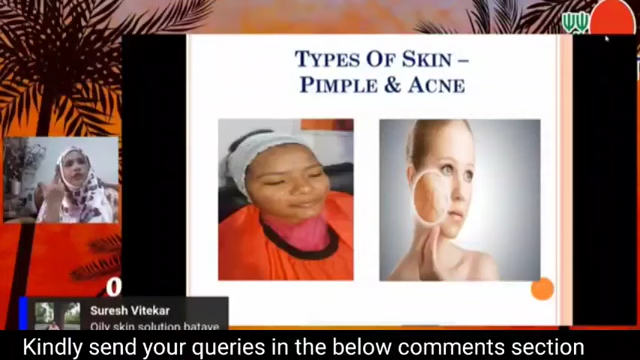 TYPES OF SKIN –
PIMPLE & ACNE
0
Suresh Vitekar
Oily skin solution bataye
Kindly send your queries in the below comments section